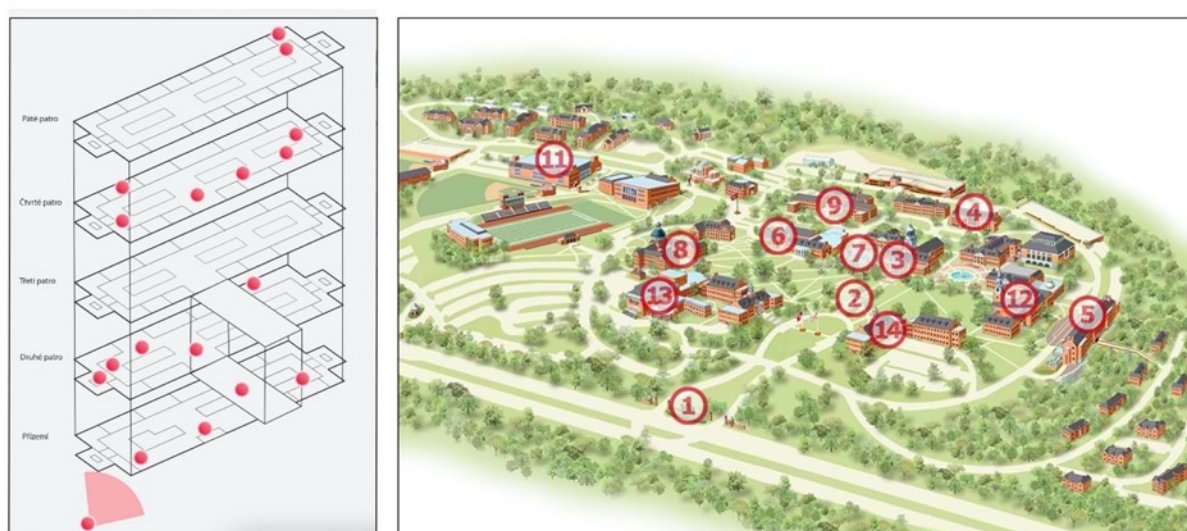 Páté patro
Čtvrté patro
Třetí patro
Druhé patro
Přízemí
11
9
4
6
8
7
3
13
2
12
5
14
1